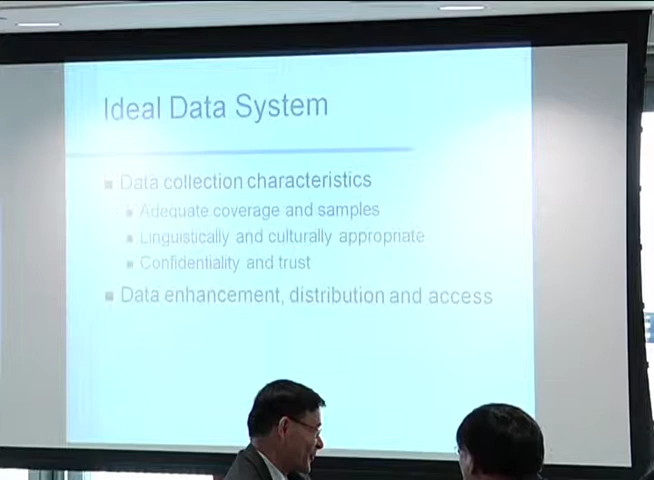 Ideal Data System
Data collection characteristics
Adequate coverage and samples
Linguistically and culturally appropriate
Confidentiality and trust
Data enhancement, distribution and access